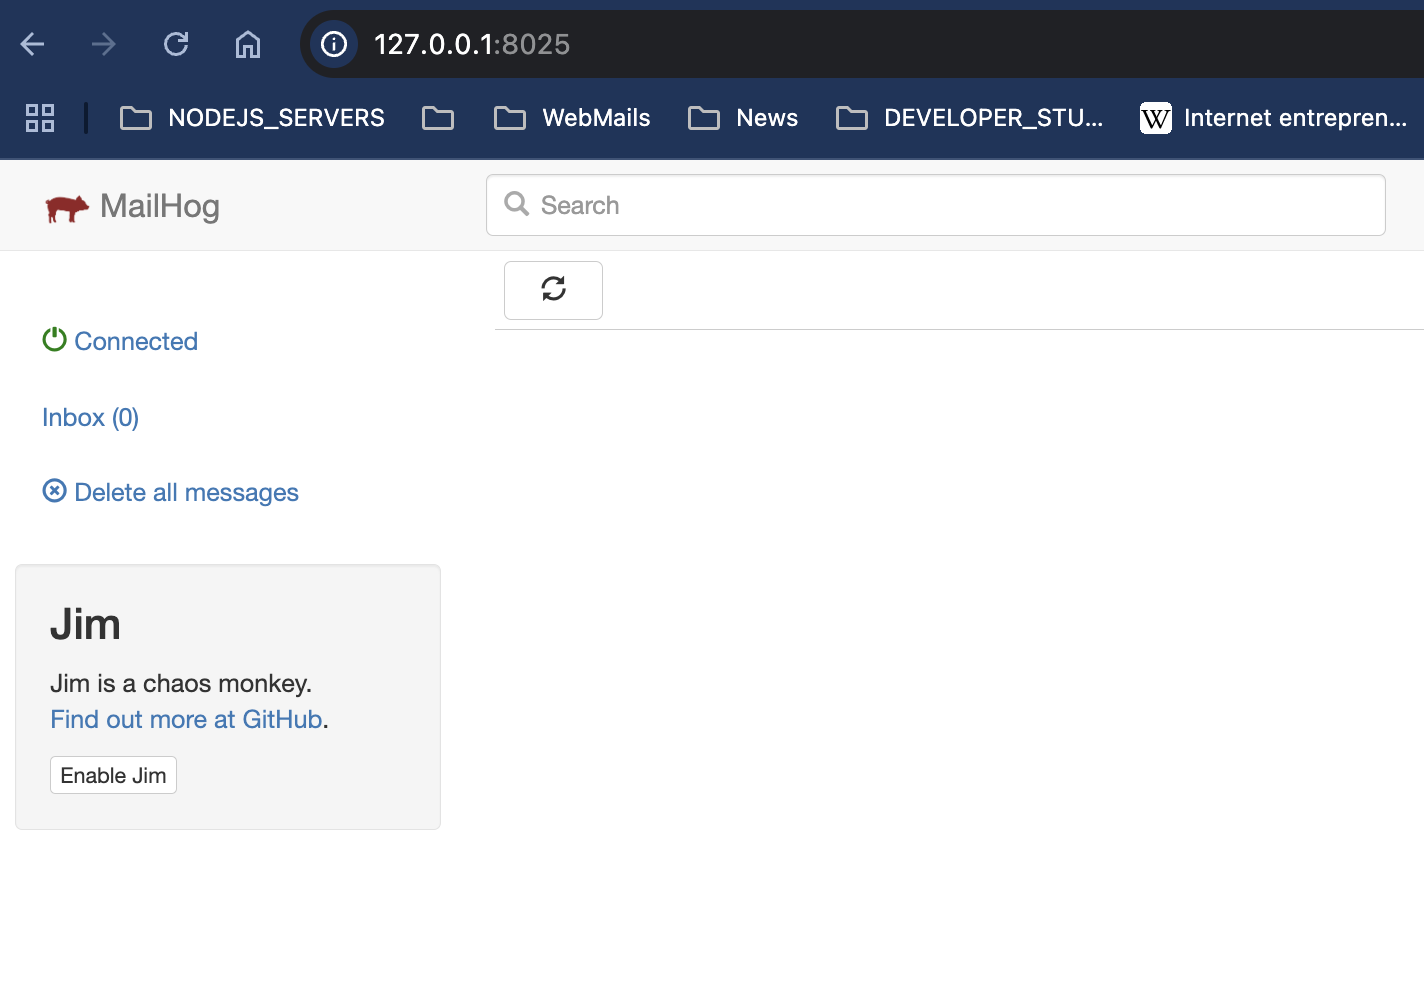 127.0.0.1:8025
NODEJS_SERVERS WebMails News DEVELOPER_STU... W Internet entrepren...
MailHog Search
Connected
Inbox (0)
Delete all messages
Jim
Jim is a chaos monkey.
Find out more at GitHub.
Enable Jim